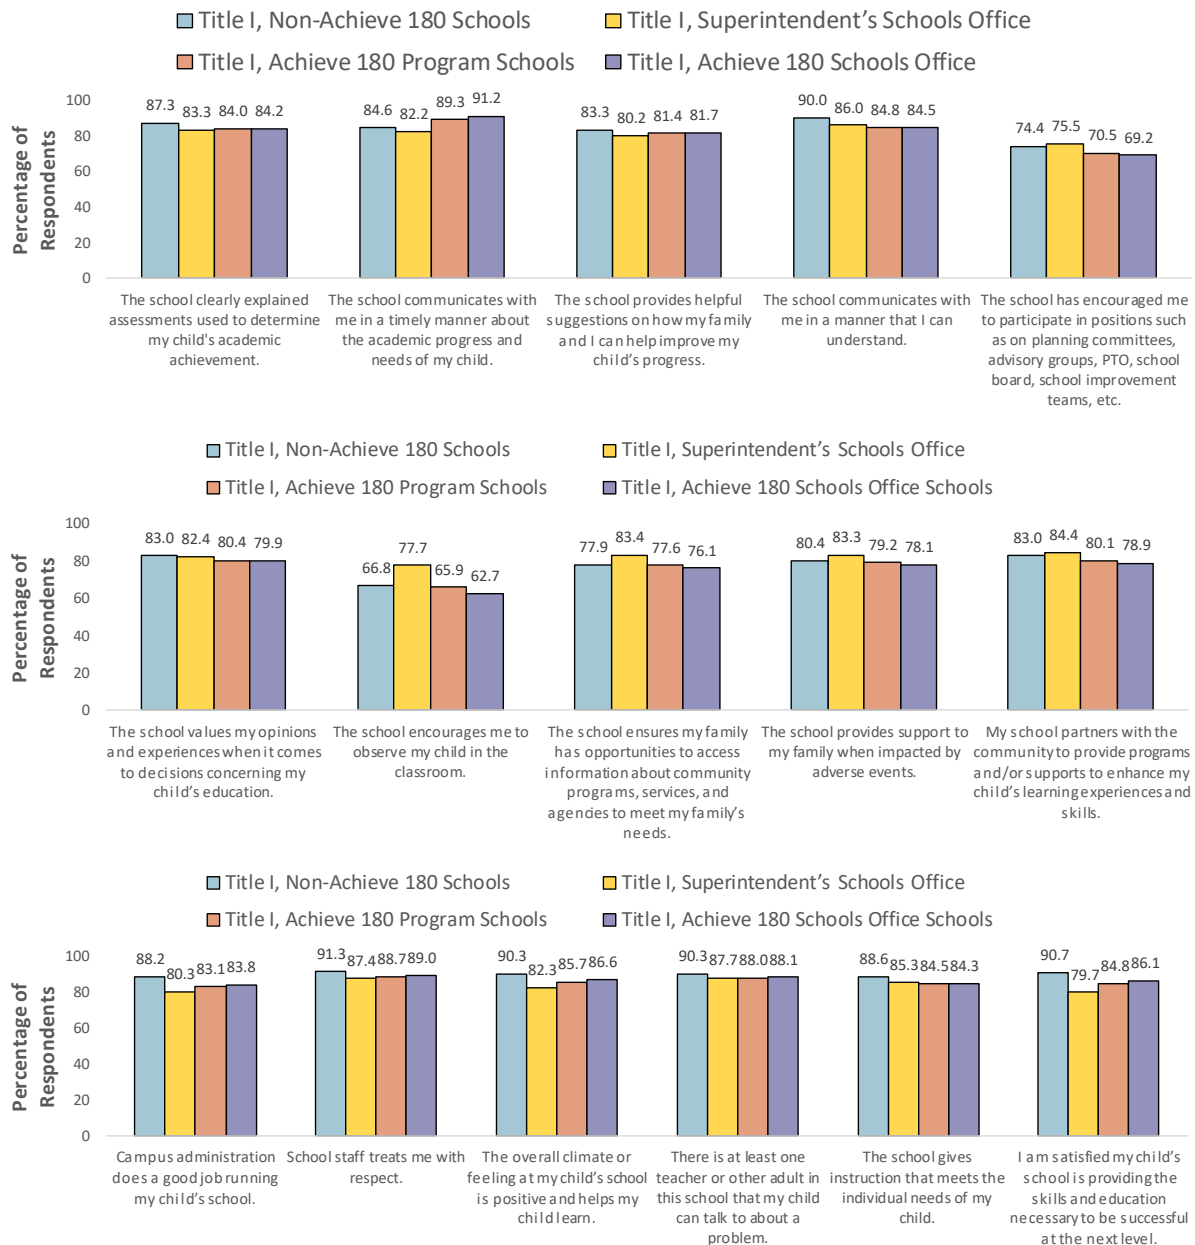 Title I, Non-Achieve 180 Schools
Title I, Superintendent's Schools Office
Title I, Achieve 180 Program Schools
Title I, Achieve 180 Schools Office
Percentage of
Respondents
100
80
60
40
20
0
87.3
83.3
84.0
84.2
84.6
82.2
89.3
91.2
83.3
80.2
81.4
81.7
90.0
86.0
84.8
84.5
74.4
75.5
70.5
69.2
The school clearly explained
assessments used to determine
my child's academic
achievement.
The school communicates with
me in a timely manner about
the academic progress and
needs of my child.
The school provides helpful
suggestions on how my family
and I can help improve my
child's progress.
The school communicates with
me in a manner that I can
understand.
The school has encouraged me
to participate in positions such
as on planning committees,
advisory groups, PTO, school
board, school improvement
teams, etc.
Title I, Non-Achieve 180 Schools
Title I, Superintendent's Schools Office
Title I, Achieve 180 Program Schools
Title I, Achieve 180 Schools Office Schools
Percentage of
Respondents
100
80
60
40
20
0
83.0
82.4
80.4
79.9
66.8
77.7
65.9
62.7
77.9
83.4
77.6
76.1
80.4
83.3
79.2
78.1
83.0
84.4
80.1
78.9
The school values my opinions
and experiences when it comes
to decisions concerning my
child's education.
The school encourages me to
observe my child in the
classroom.
The school ensures my family
has opportunities to access
information about community
programs, services, and
agencies to meet my family's
needs.
The school provides support to
my family when impacted by
adverse events.
My school partners with the
community to provide programs
and/or supports to enhance my
child's learning experiences and
skills.
Title I, Non-Achieve 180 Schools
Title I, Superintendent's Schools Office
Title I, Achieve 180 Program Schools
Title I, Achieve 180 Schools Office Schools
Percentage of
Respondents
100
80
60
40
20
0
88.2
80.3
83.1
83.8
91.3
87.4
88.7
89.0
90.3
82.3
85.7
86.6
90.3
87.7
88.0
88.1
88.6
85.3
84.5
84.3
90.7
79.7
84.8
86.1
Campus administration
does a good job running
my child's school.
School staff treats me with
respect.
The overall climate or
feeling at my child's school
is positive and helps my
child learn.
There is at least one
teacher or other adult in
this school that my child
can talk to about a
problem.
The school gives
instruction that meets the
individual needs of my
child.
I am satisfied my child's
school is providing the
skills and education
necessary to be successful
at the next level.